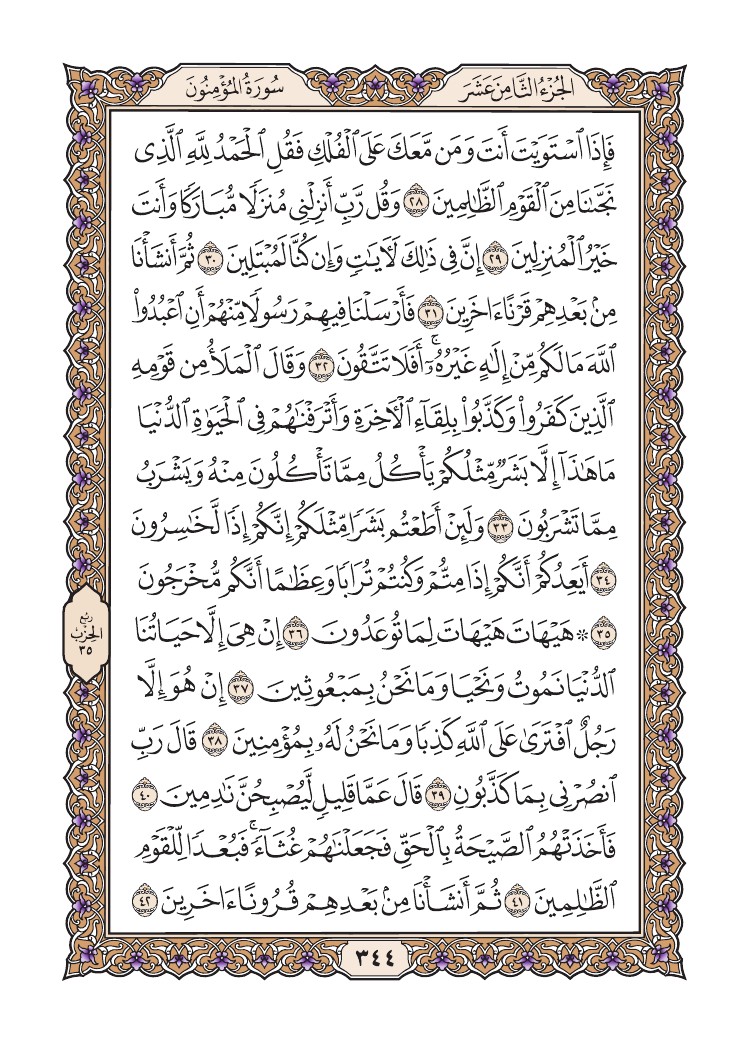 الجُزْءُ الثَّامِنَ عَشَرَ
سُورَةُ المُؤْمِنُونَ
فَإِذَا ٱسْتَوَيْتَ أَنتَ وَمَن مَّعَكَ عَلَى ٱلْفُلْكِ فَقُلِ ٱلْحَمْدُ لِلَّهِ ٱلَّذِى
نَجَّىٰنَا مِنَ ٱلْقَوْمِ ٱلظَّٰلِمِينَ ٢٨ وَقُل رَّبِّ أَنزِلْنِى مُنزَلًا مُّبَارَكًا وَأَنتَ
خَيْرُ ٱلْمُنزِلِينَ ٢٩ إِنَّ فِى ذَٰلِكَ لَءَايَٰتٍ وَإِن كُنَّا لَمُبْتَلِينَ ٣٠ ثُمَّ أَنشَأْنَا
مِنۢ بَعْدِهِمْ قَرْنًا ءَاخَرِينَ ٣١ فَأَرْسَلْنَا فِيهِمْ رَسُولًا مِّنْهُمْ أَنِ ٱعْبُدُوا۟
ٱللَّهَ مَا لَكُم مِّنْ إِلَٰهٍ غَيْرُهُۥٓ ۚ أَفَلَا تَتَّقُونَ ٣٢ وَقَالَ ٱلْمَلَأُ مِن قَوْمِهِ
ٱلَّذِينَ كَفَرُوا۟ وَكَذَّبُوا۟ بِلِقَآءِ ٱلْءَاخِرَةِ وَأَتْرَفْنَٰهُمْ فِى ٱلْحَيَوٰةِ ٱلدُّنْيَا
مَا هَٰذَآ إِلَّا بَشَرٌ مِّثْلُكُمْ يَأْكُلُ مِمَّا تَأْكُلُونَ مِنْهُ وَيَشْرَبُ
مِمَّا تَشْرَبُونَ ٣٣ وَلَئِنْ أَطَعْتُم بَشَرًا مِّثْلَكُمْ إِنَّكُمْ إِذًا لَّخَٰسِرُونَ
٣٤ أَيَعِدُكُمْ أَنَّكُمْ إِذَا مِتُّمْ وَكُنتُمْ تُرَابًا وَعِظَٰمًا أَنَّكُم مُّخْرَجُونَ
٣٥ * هَيْهَاتَ هَيْهَاتَ لِمَا تُوعَدُونَ ٣٦ إِنْ هِىَ إِلَّا حَيَاتُنَا
ٱلدُّنْيَا نَمُوتُ وَنَحْيَا وَمَا نَحْنُ بِمَبْعُوثِينَ ٣٧ إِنْ هُوَ إِلَّا
رَجُلٌ ٱفْتَرَىٰ عَلَى ٱللَّهِ كَذِبًا وَمَا نَحْنُ لَهُۥ بِمُؤْمِنِينَ ٣٨ قَالَ رَبِّ
ٱنصُرْنِى بِمَا كَذَّبُونِ ٣٩ قَالَ عَمَّا قَلِيلٍ لَّيُصْبِحُنَّ نَٰدِمِينَ ٤٠
فَأَخَذَتْهُمُ ٱلصَّيْحَةُ بِٱلْحَقِّ فَجَعَلْنَٰهُمْ غُثَآءً ۚ فَبُعْدًا لِّلْقَوْمِ
ٱلظَّٰلِمِينَ ٤١ ثُمَّ أَنشَأْنَا مِنۢ بَعْدِهِمْ قُرُونًا ءَاخَرِينَ ٤٢
رُبْعُ
الحِزْبِ
٣٥
٣٤٤